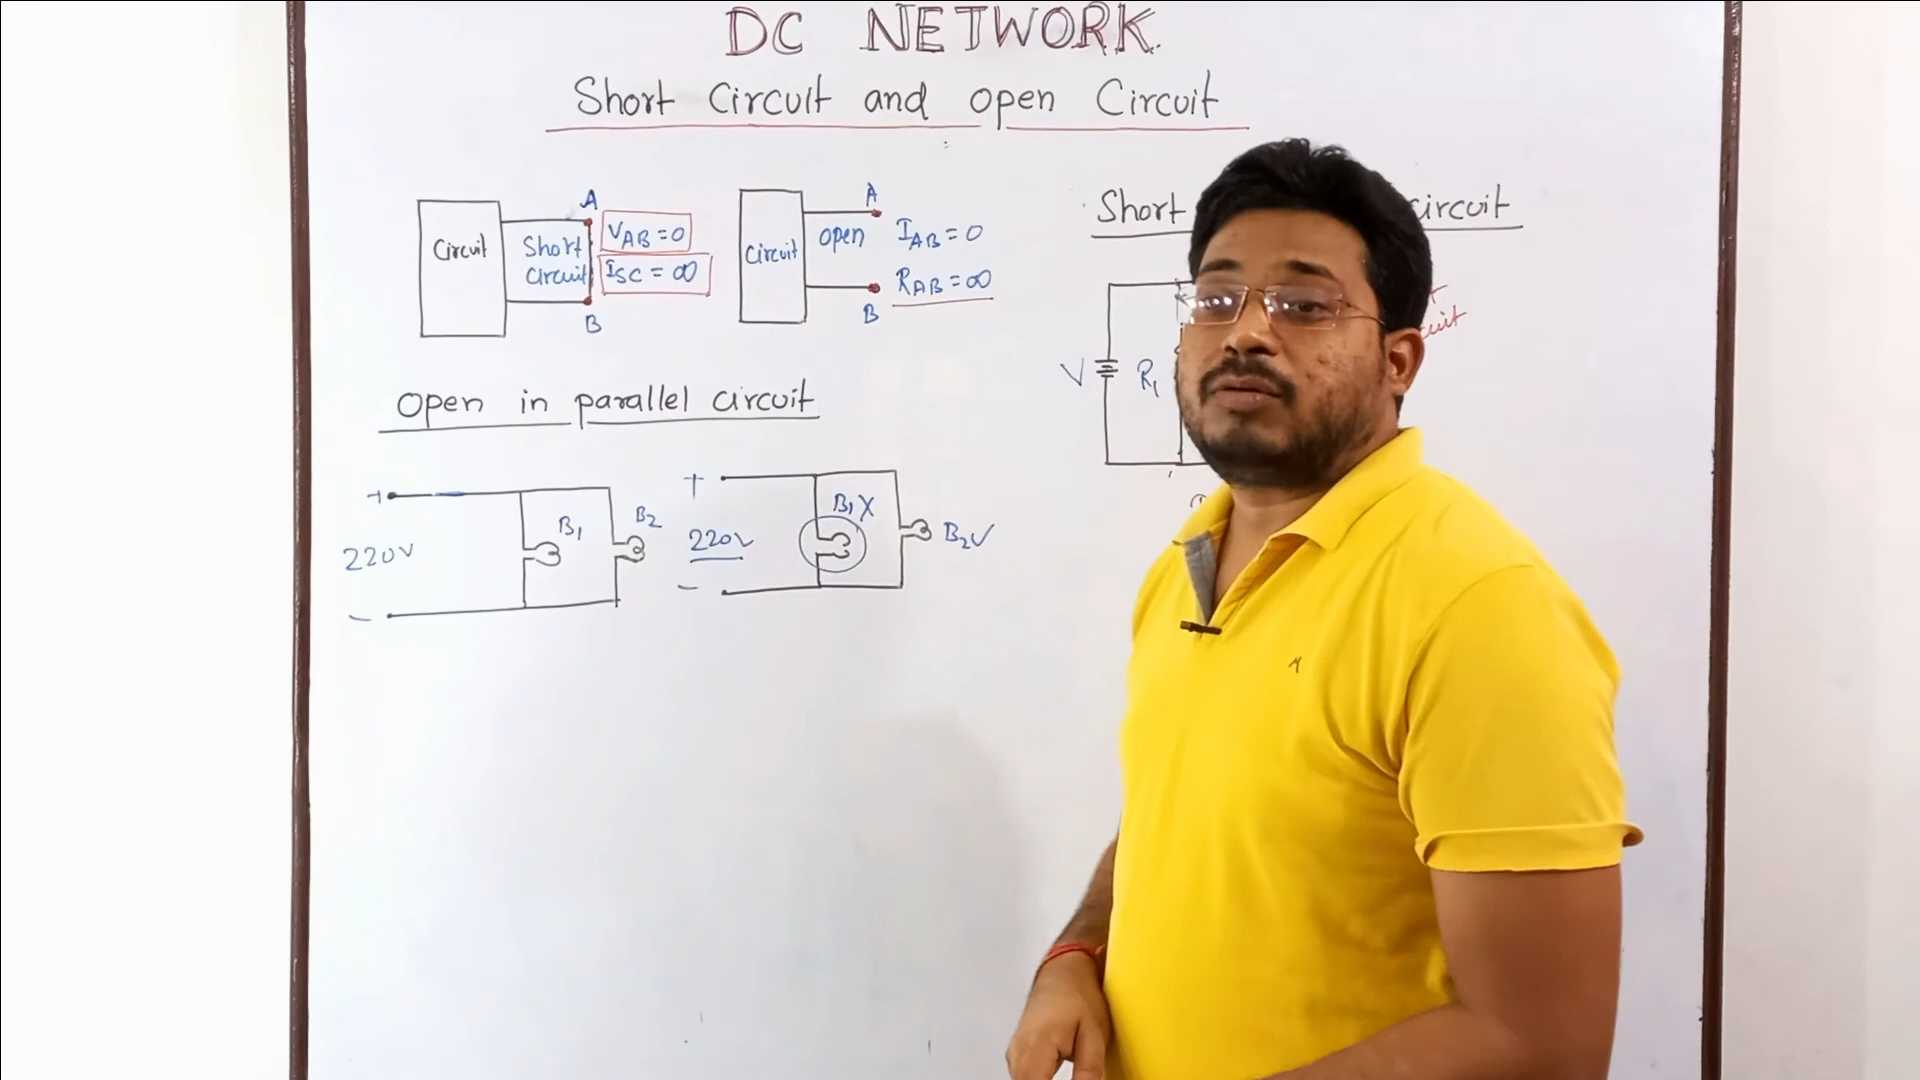 DC NETWORK
Short Circuit and open Circuit
Circuit
Short
Circuit
A
VAB = 0
ISC = ∞
B
Circuit
open
A
IAB = 0
RAB = ∞
B
Short
circuit
V
R1
Open in parallel circuit
+
220V
-
B1
B2
+
220V
-
B1 X
B2 ✓